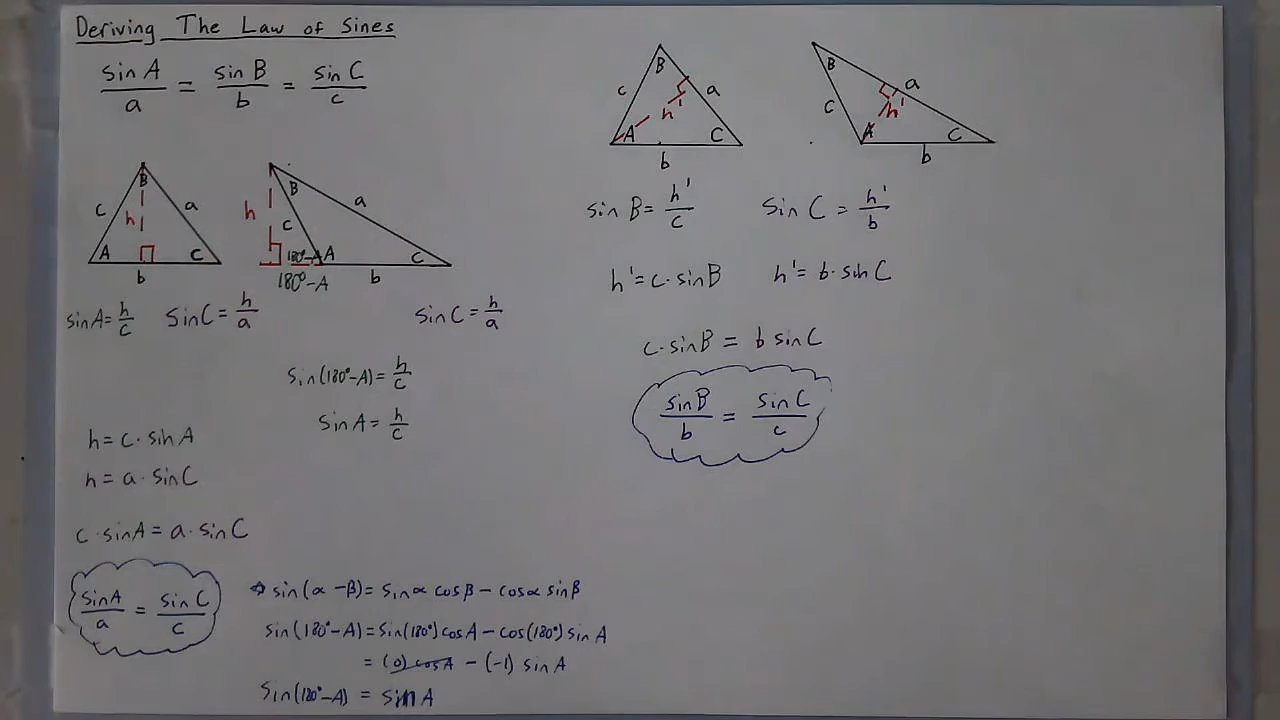 Deriving The Law of Sines
sin A / a = sin B / b = sin C / c
B
c h a
A C
b
B
h c a
180°-A A C
180°-A b
sin A = h/c sin C = h/a
sin C = h/a
sin(180°-A) = h/c
sin A = h/c
h = c · sin A
h = a · sin C
c · sin A = a · sin C
sin A / a = sin C / c
→ sin(α - β) = sin α cos β - cos α sin β
sin(180°-A) = sin(180°) cos A - cos(180°) sin A
= (0) cos A - (-1) sin A
sin(180°-A) = sin A
B
c h' a
A C
b
B
c h' a
A C
b
sin B = h'/c sin C = h'/b
h' = c · sin B h' = b · sin C
c · sin B = b sin C
sin B / b = sin C / c